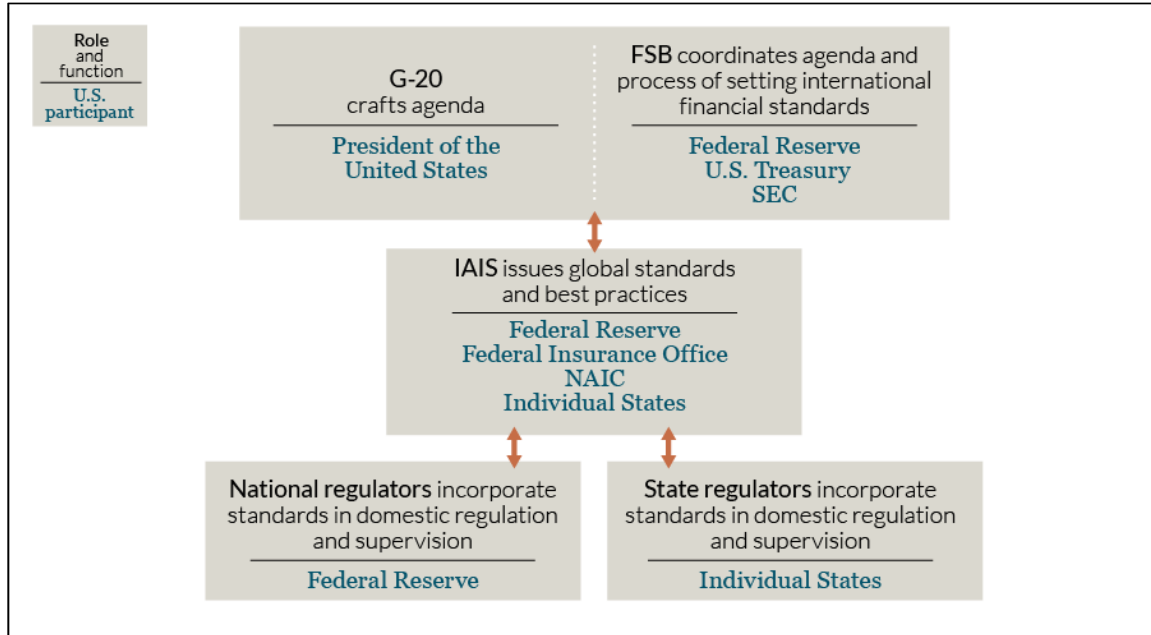 Role
and
function
U.S.
participant
G-20
crafts agenda
President of the
United States
FSB coordinates agenda and
process of setting international
financial standards
Federal Reserve
U.S. Treasury
SEC
IAIS issues global standards
and best practices
Federal Reserve
Federal Insurance Office
NAIC
Individual States
National regulators incorporate
standards in domestic regulation
and supervision
Federal Reserve
State regulators incorporate
standards in domestic regulation
and supervision
Individual States